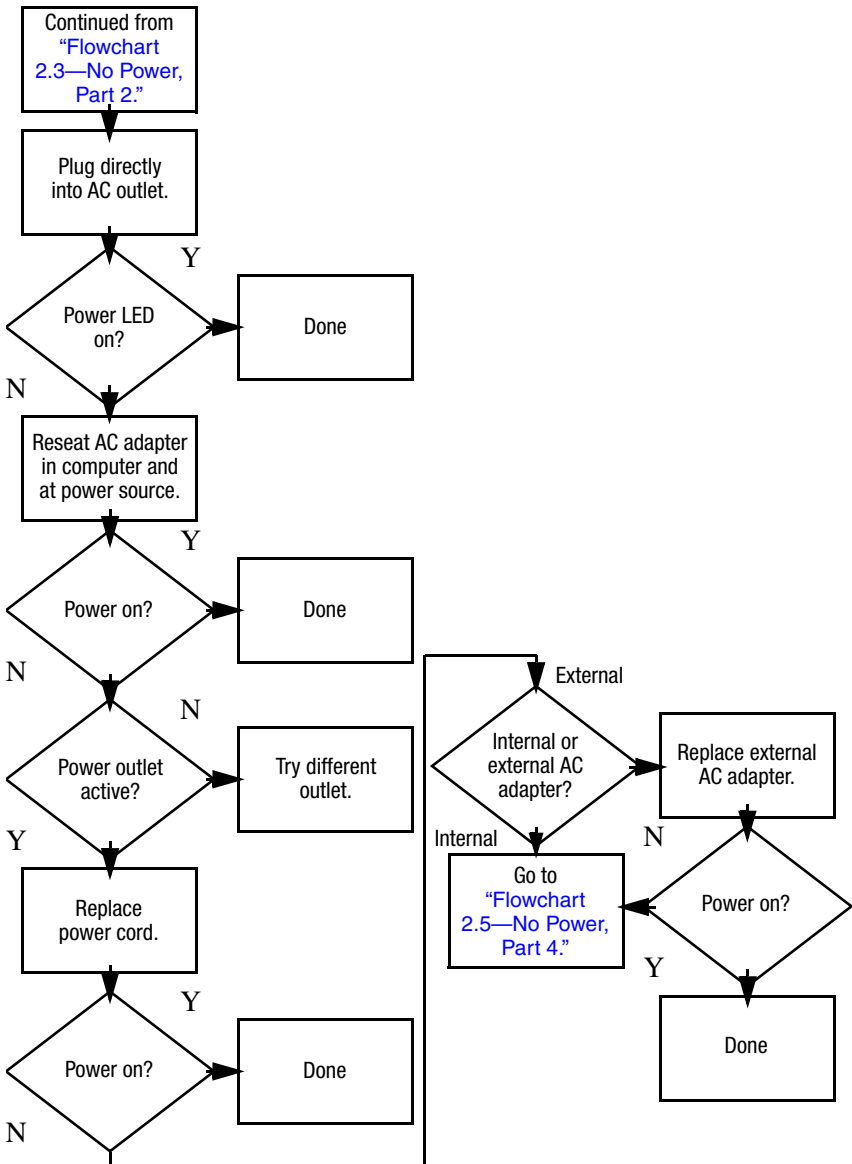 Continued from
“Flowchart
2.3—No Power,
Part 2.”
Plug directly
into AC outlet.
Y
Power LED
on?
Done
N
Reseat AC adapter
in computer and
at power source.
Y
Power on?
Done
N
N
Power outlet
active?
Try different
outlet.
Y
Replace
power cord.
Y
Power on?
Done
N
External
Internal or
external AC
adapter?
Replace external
AC adapter.
Internal
N
Go to
“Flowchart
2.5—No Power,
Part 4.”
Power on?
Y
Done